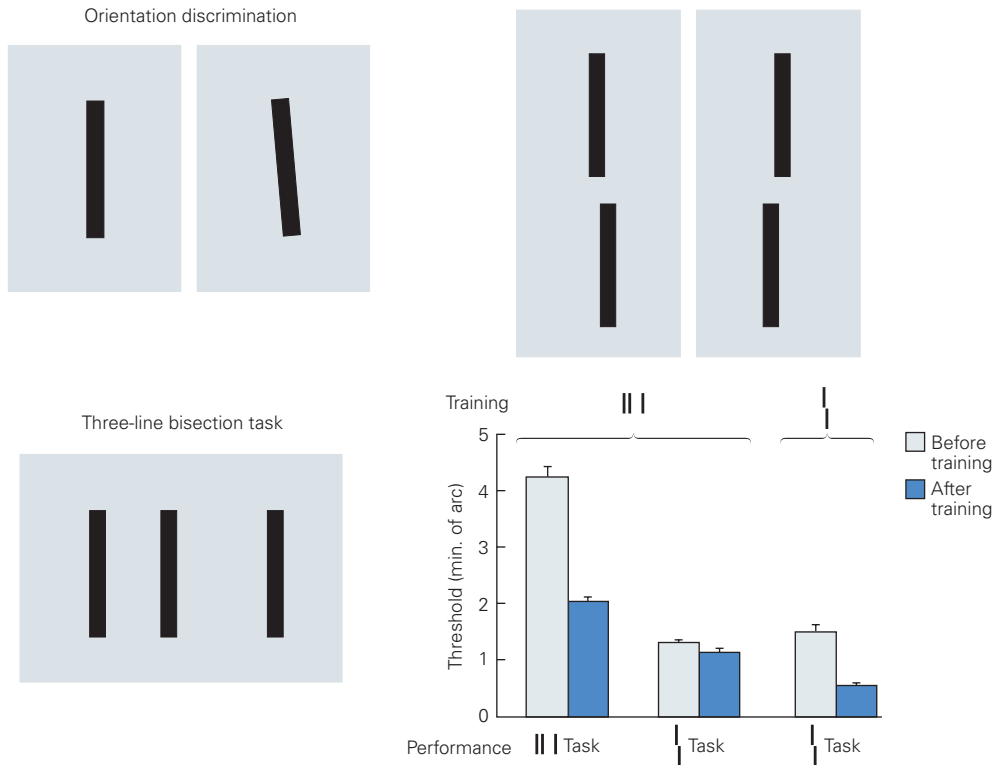 Orientation discrimination
Three-line bisection task
Training
5
4
3
2
1
0
Threshold (min. of arc)
Before
training
After
training
Performance
Task
Task
Task